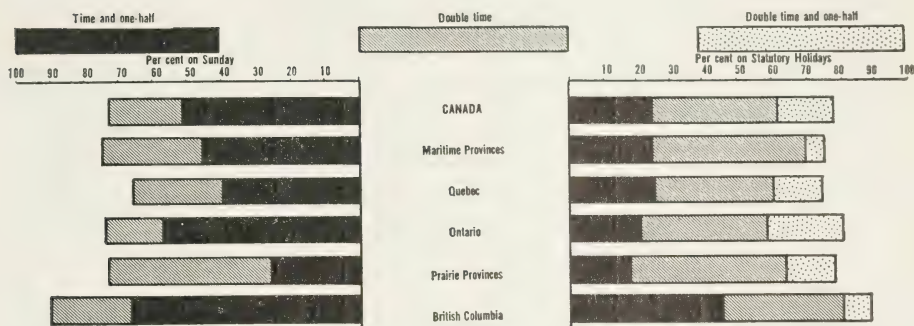 Time and one-half Double time Double time and one-half
Per cent on Sunday Per cent on Statutory Holidays
100 90 80 70 60 50 40 30 20 10 10 20 30 40 50 60 70 80 90 100
CANADA
Maritime Provinces
Quebec
Ontario
Prairie Provinces
British Columbia